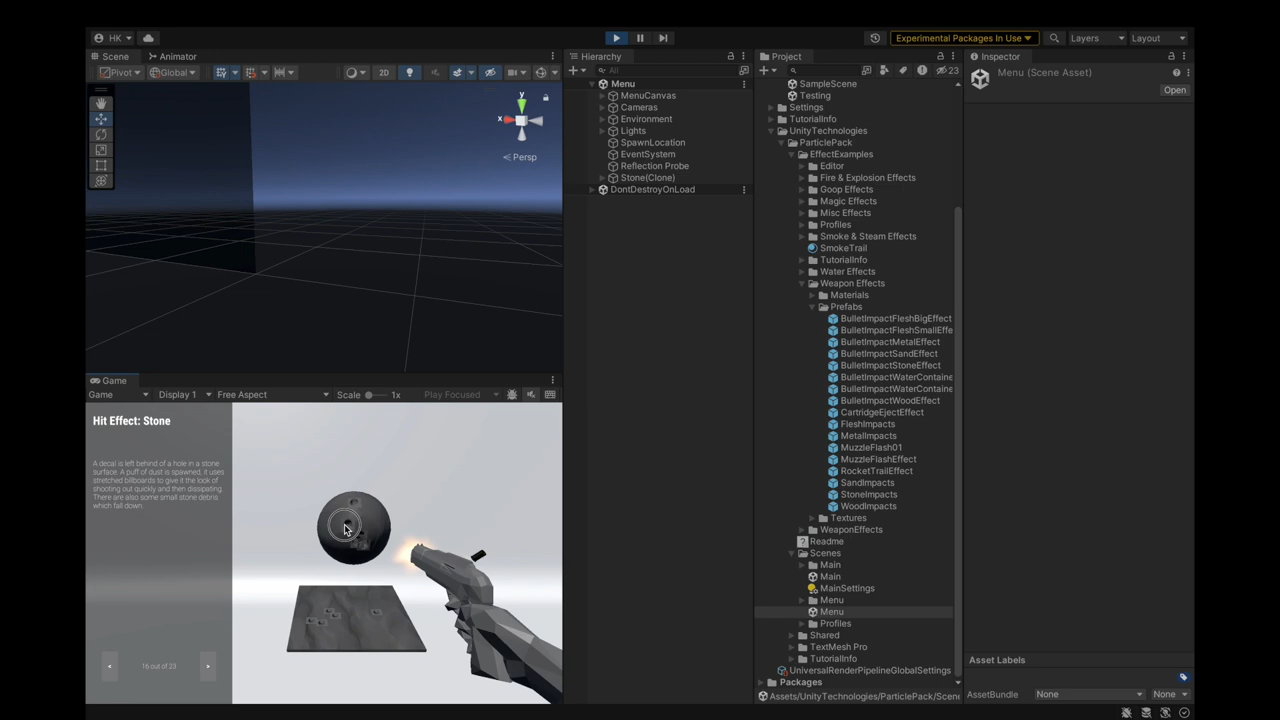 HK
Experimental Packages In Use
Layers
Layout
Scene
Animator
Pivot
Global
2D
y
x
Persp
Hierarchy
All
Menu
MenuCanvas
Cameras
Environment
Lights
SpawnLocation
EventSystem
Reflection Probe
Stone(Clone)
DontDestroyOnLoad
Project
23
SampleScene
Testing
Settings
TutorialInfo
UnityTechnologies
ParticlePack
EffectExamples
Editor
Fire & Explosion Effects
Goop Effects
Magic Effects
Misc Effects
Profiles
Smoke & Steam Effects
SmokeTrail
TutorialInfo
Water Effects
Weapon Effects
Materials
Prefabs
BulletImpactFleshBigEffect
BulletImpactFleshSmallEffe
BulletImpactMetalEffect
BulletImpactSandEffect
BulletImpactStoneEffect
BulletImpactWaterContaine
BulletImpactWaterContaine
BulletImpactWoodEffect
CartridgeEjectEffect
FleshImpacts
MetalImpacts
MuzzleFlash01
MuzzleFlashEffect
RocketTrailEffect
SandImpacts
StoneImpacts
WoodImpacts
Textures
WeaponEffects
Readme
Scenes
Main
Main
MainSettings
Menu
Menu
Profiles
Shared
TextMesh Pro
TutorialInfo
UniversalRenderPipelineGlobalSettings
Packages
Assets/UnityTechnologies/ParticlePack/Scene
Inspector
Menu (Scene Asset)
Open
Asset Labels
AssetBundle
None
None
Game
Game
Display 1
Free Aspect
Scale
1x
Play Focused
Hit Effect: Stone
A decal is left behind of a hole in a stone
surface. A puff of dust is spawned, it uses
stretched billboards to give it the look of
shooting out quickly and then dissipating.
There are also some small stone debris
which fall down.
<
16 out of 23
>